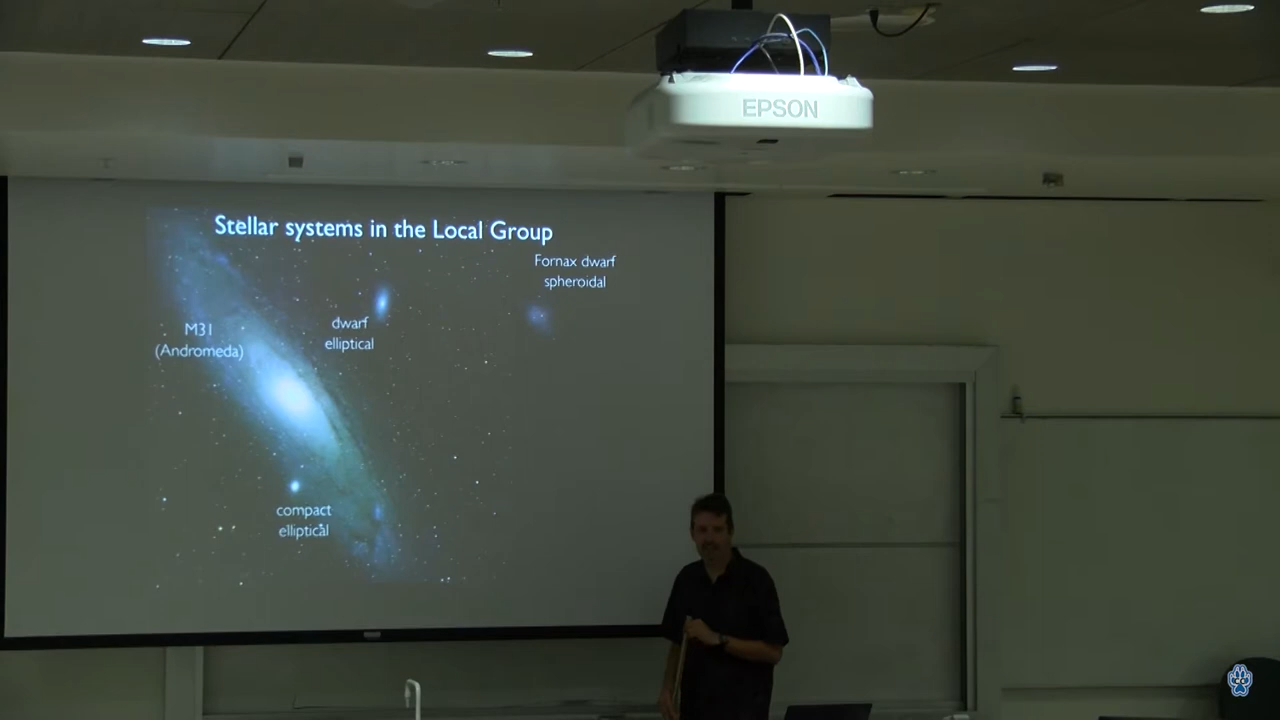 EPSON
Stellar systems in the Local Group
Fornax dwarf
spheroidal
M31
(Andromeda)
dwarf
elliptical
compact
elliptical